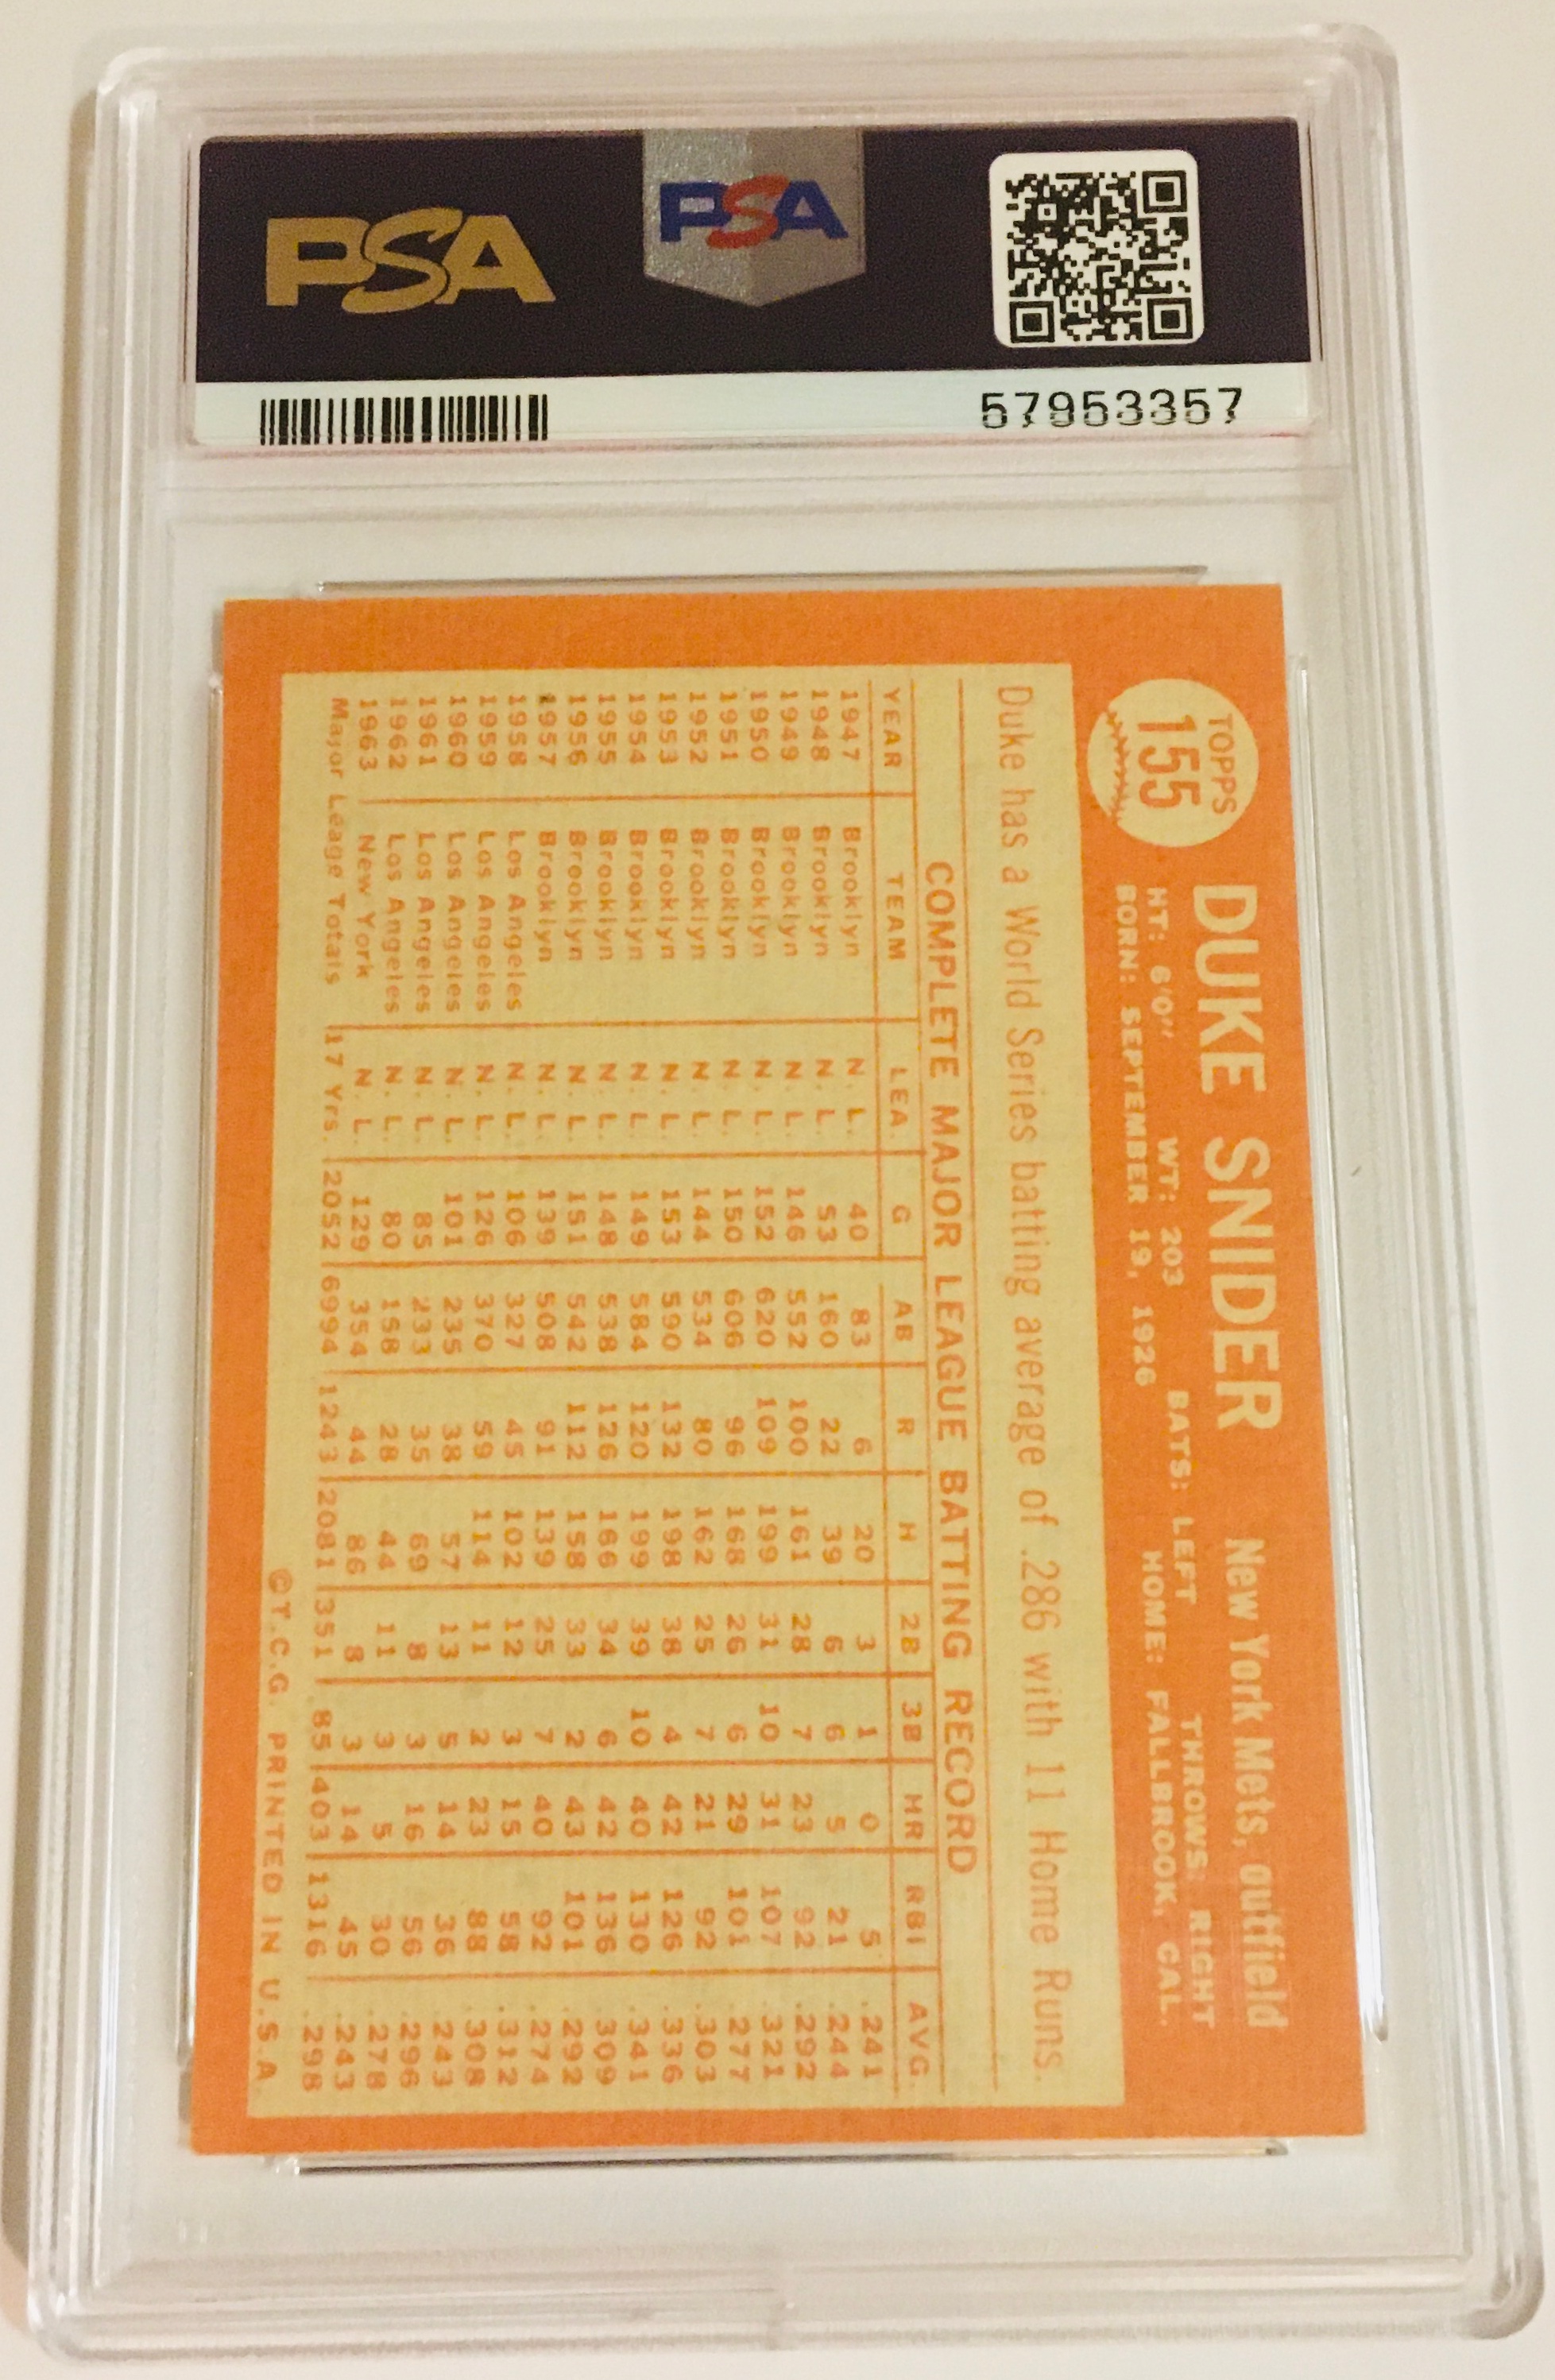 PSA
PSA
57953357
TOPPS
155
DUKE SNIDER New York Mets, outfield
HT: 6'0" WT: 203 BATS: LEFT THROWS: RIGHT
BORN: SEPTEMBER 19, 1926 HOME: FALLBROOK, CAL.
Duke has a World Series batting average of .286 with 11 Home Runs.
COMPLETE MAJOR LEAGUE BATTING RECORD
YEAR TEAM LEA. G AB R H 2B 3B HR RBI AVG.
1947 Brooklyn N. L. 40 83 6 20 3 1 0 5 .241
1948 Brooklyn N. L. 53 160 22 39 6 6 5 21 .244
1949 Brooklyn N. L. 146 552 100 161 28 7 23 92 .292
1950 Brooklyn N. L. 152 620 109 199 31 10 31 107 .321
1951 Brooklyn N. L. 150 606 96 168 26 6 29 101 .277
1952 Brooklyn N. L. 144 534 80 162 25 7 21 92 .303
1953 Brooklyn N. L. 153 590 132 198 38 4 42 126 .336
1954 Brooklyn N. L. 149 584 120 199 39 10 40 130 .341
1955 Brooklyn N. L. 148 538 126 166 34 6 42 136 .309
1956 Brooklyn N. L. 151 542 112 158 33 2 43 101 .292
1957 Brooklyn N. L. 139 508 91 139 25 7 40 92 .274
1958 Los Angeles N. L. 106 327 45 102 12 3 15 58 .312
1959 Los Angeles N. L. 126 370 59 114 11 2 23 88 .308
1960 Los Angeles N. L. 101 235 38 57 13 5 14 36 .243
1961 Los Angeles N. L. 85 233 35 69 8 3 16 56 .296
1962 Los Angeles N. L. 80 158 28 44 11 3 5 30 .278
1963 New York N. L. 129 354 44 86 8 3 14 45 .243
Major League Totals 17 Yrs. 2052 6994 1243 2081 351 85 403 1316 .298
©T.C.G. PRINTED IN U.S.A.